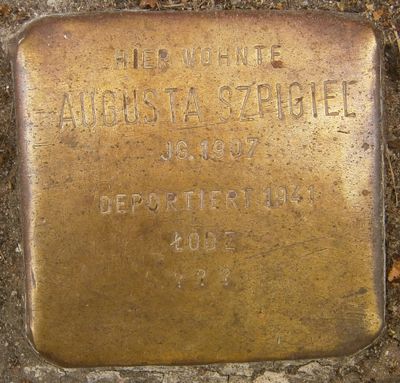 HIER WOHNTE
AUGUSTA SZPIGIEL
JG. 1907
DEPORTIERT 1941
ŁODZ
? ? ?